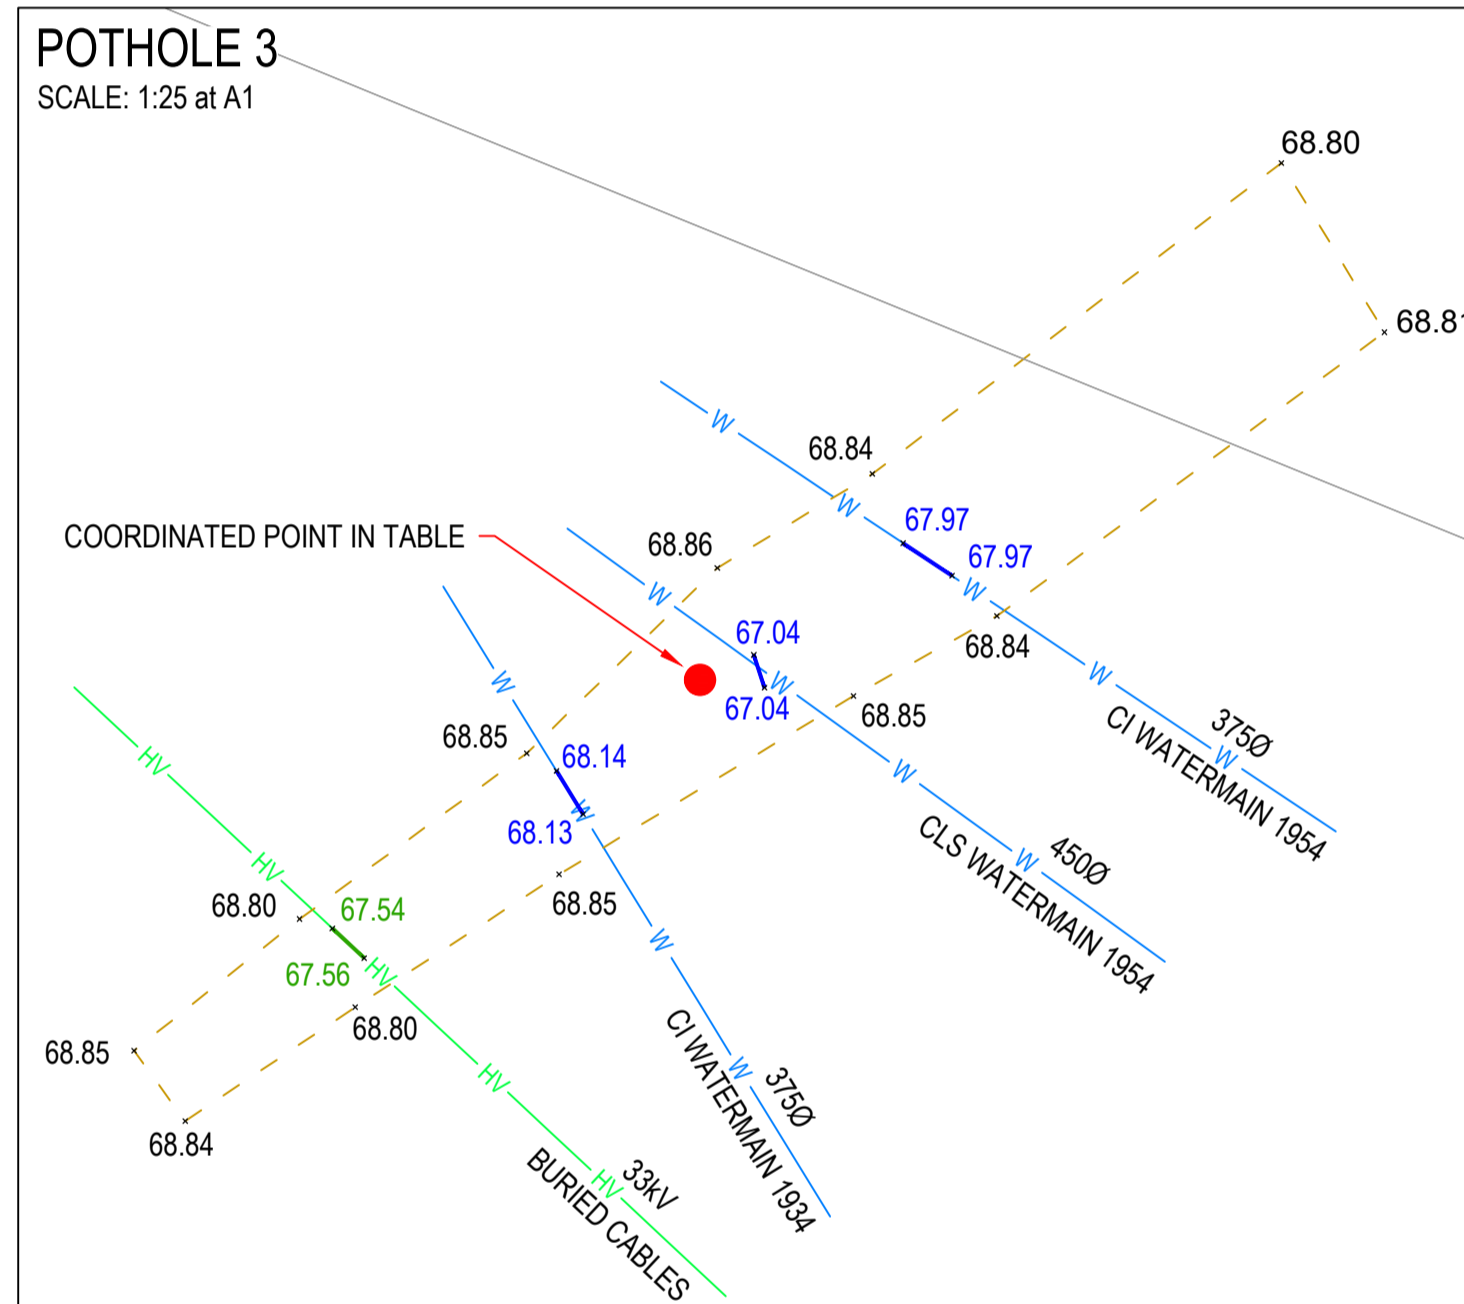 POTHOLE 3
SCALE: 1:25 at A1
68.80
68.81
W
68.84
W
67.97
COORDINATED POINT IN TABLE
68.86
67.97
W
W
67.04
68.84
W
W
W
67.04
68.85
375Ø
68.85
HV
68.14
W
W
CI WATERMAIN 1954
W
68.13
450Ø
HV
W
CLS WATERMAIN 1954
68.80
67.54
68.85
W
67.56
HV
68.80
68.85
W
375Ø
HV
CI WATERMAIN 1934
68.84
33kV
HV
BURIED CABLES